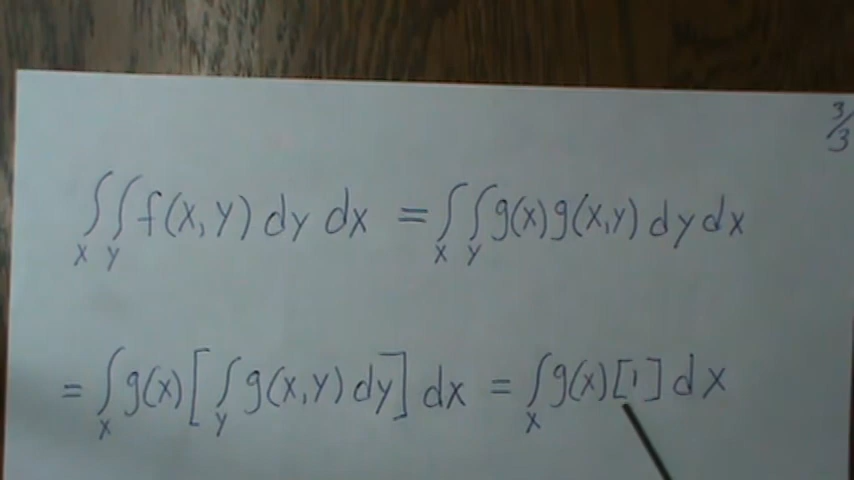 3/3
∫∫f(x,y) dy dx = ∫∫g(x)g(x,y) dy dx
x y x y
= ∫g(x)[∫g(x,y) dy] dx = ∫g(x)[1] dx
x y x